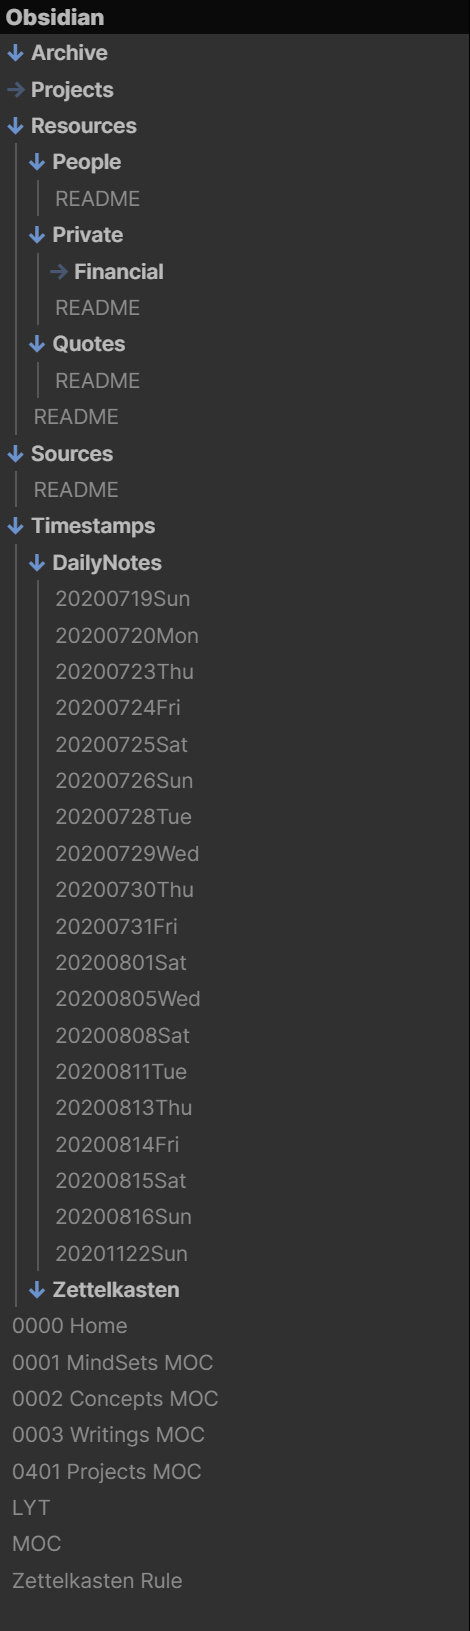 Obsidian
Archive
Projects
Resources
People
README
Private
Financial
README
Quotes
README
README
Sources
README
Timestamps
DailyNotes
20200719Sun
20200720Mon
20200723Thu
20200724Fri
20200725Sat
20200726Sun
20200728Tue
20200729Wed
20200730Thu
20200731Fri
20200801Sat
20200805Wed
20200808Sat
20200811Tue
20200813Thu
20200814Fri
20200815Sat
20200816Sun
20201122Sun
Zettelkasten
0000 Home
0001 MindSets MOC
0002 Concepts MOC
0003 Writings MOC
0401 Projects MOC
LYT
MOC
Zettelkasten Rule